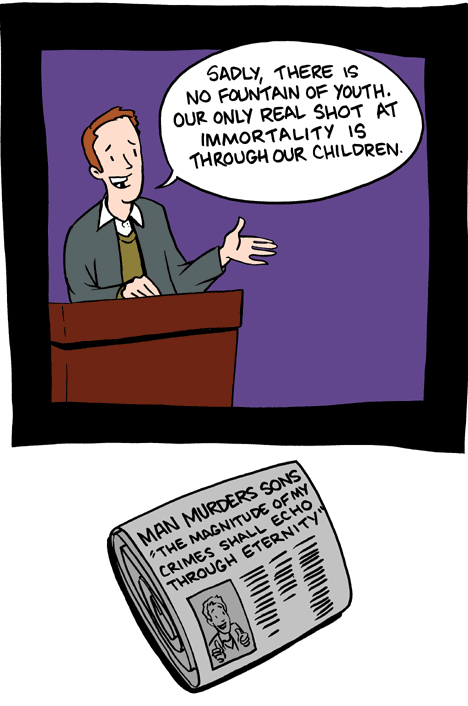 SADLY, THERE IS
NO FOUNTAIN OF YOUTH.
OUR ONLY REAL SHOT AT
IMMORTALITY IS
THROUGH OUR CHILDREN.
MAN MURDERS SONS
"THE MAGNITUDE OF MY
CRIMES SHALL ECHO
THROUGH ETERNITY"